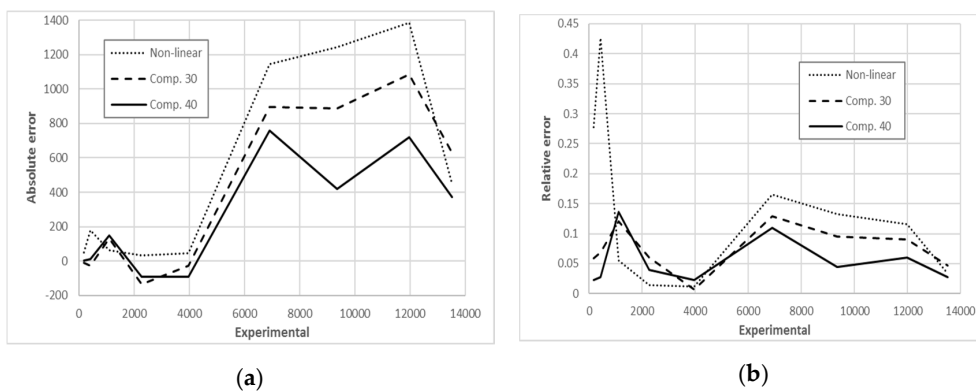 1400
1200
1000
800
600
400
200
0
-200
Absolute error
Non-linear
Comp. 30
Comp. 40
0 2000 4000 6000 8000 10000 12000 14000
Experimental
(a)
0.45
0.4
0.35
0.3
0.25
0.2
0.15
0.1
0.05
0
Relative error
Non-linear
Comp. 30
Comp. 40
0 2000 4000 6000 8000 10000 12000 14000
Experimental
(b)